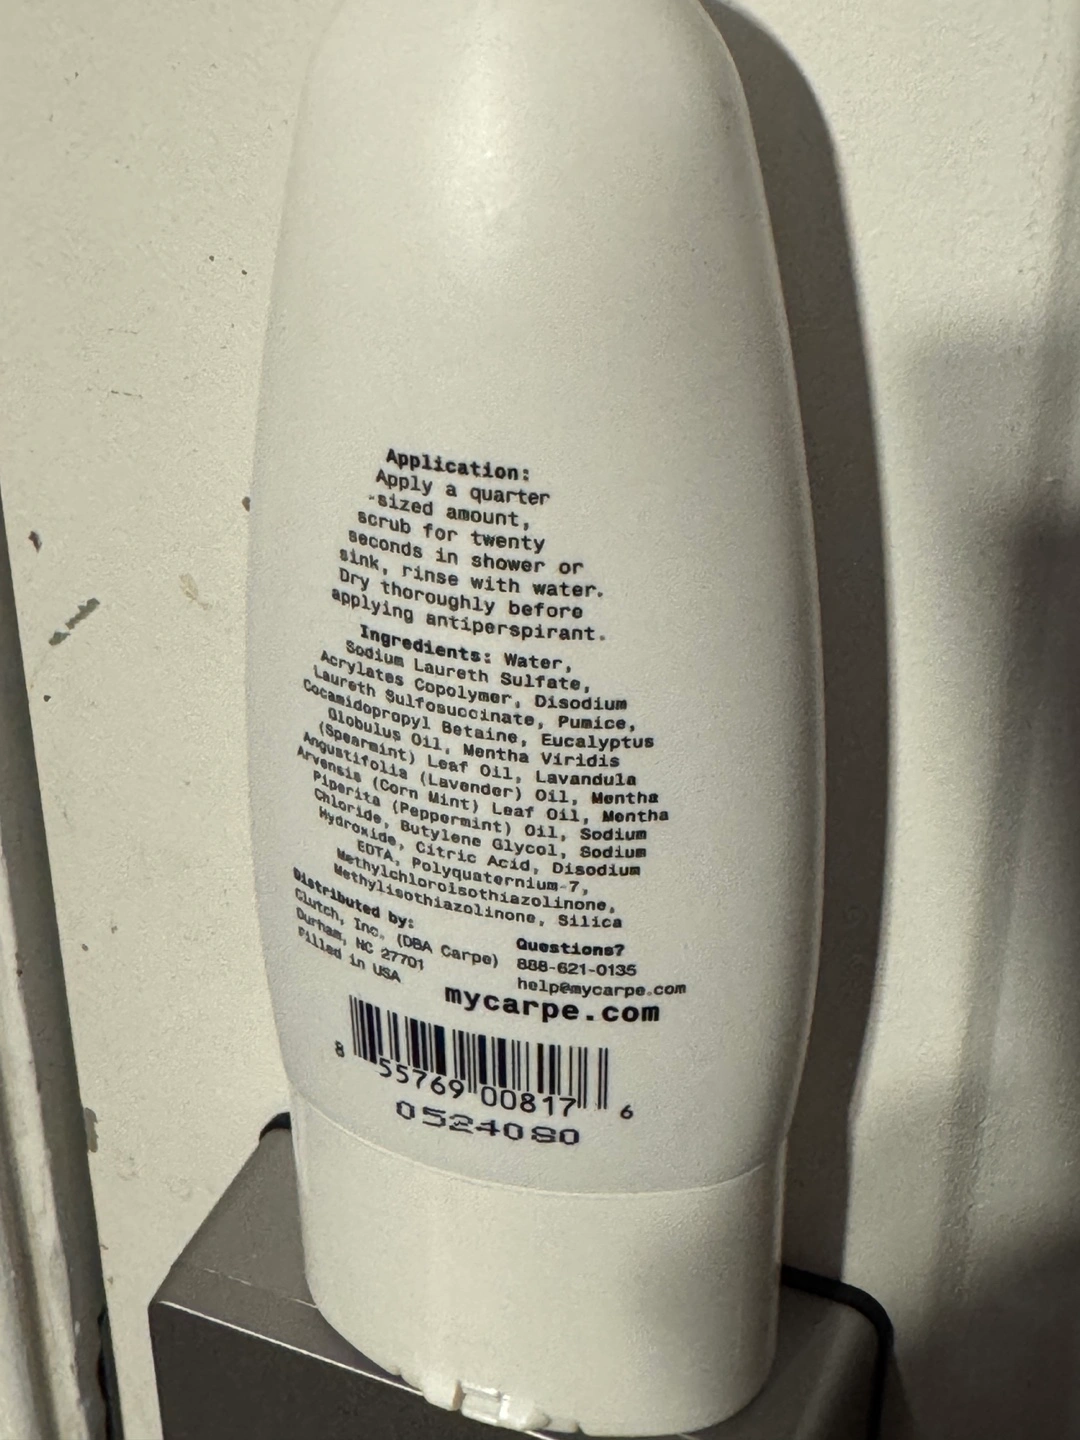 Application:
Apply a quarter
-sized amount,
scrub for twenty
seconds in shower or
sink, rinse with water.
Dry thoroughly before
applying antiperspirant.
Ingredients: Water,
Sodium Laureth Sulfate,
Acrylates Copolymer, Disodium
Laureth Sulfosuccinate, Pumice,
Cocamidopropyl Betaine, Eucalyptus
Globulus Oil, Mentha Viridis
(Spearmint) Leaf Oil, Lavandula
Angustifolia (Lavender) Oil, Mentha
Arvensis (Corn Mint) Leaf Oil, Mentha
Piperita (Peppermint) Oil, Sodium
Chloride, Butylene Glycol, Sodium
Hydroxide, Citric Acid, Disodium
EDTA, Polyquaternium-7,
Methylchloroisothiazolinone,
Methylisothiazolinone, Silica
Distributed by:
Clutch, Inc. (DBA Carpe)
Durham, NC 27701
Filled in USA
Questions?
888-621-0135
help@mycarpe.com
mycarpe.com
8 55769 00817 6
0524080